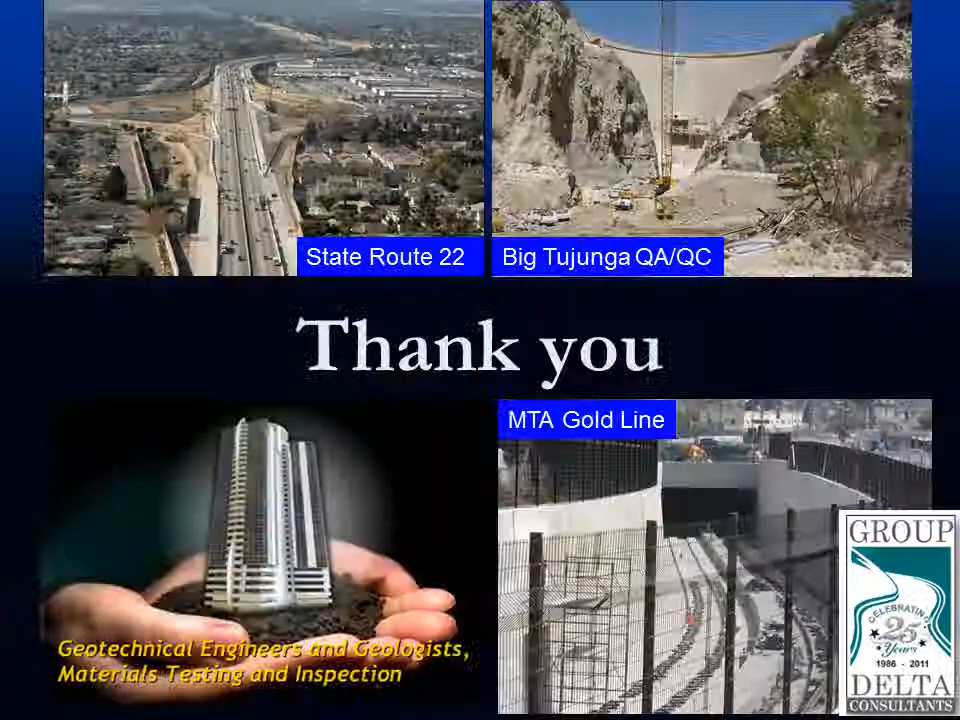 State Route 22
Big Tujunga QA/QC
Thank you
MTA Gold Line
Geotechnical Engineers and Geologists,
Materials Testing and Inspection
GROUP
CELEBRATING
25
Years
1986 - 2011
DELTA
CONSULTANTS